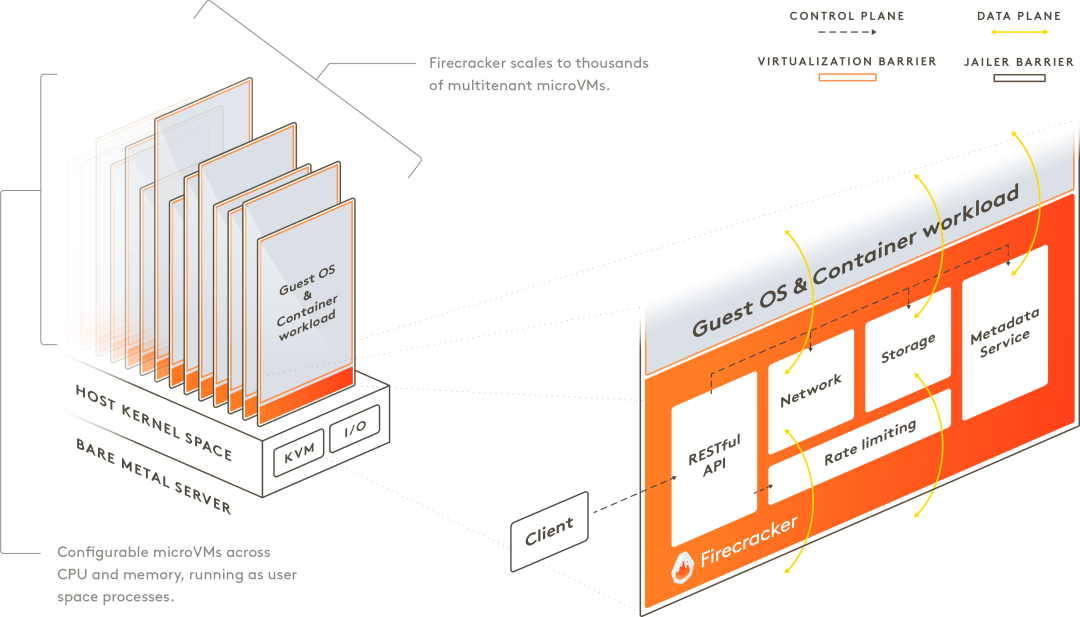 CONTROL PLANE
DATA PLANE
VIRTUALIZATION BARRIER
JAILER BARRIER
Firecracker scales to thousands
of multitenant microVMs.
Guest OS
&
Container
workload
HOST KERNEL SPACE
KVM
I/O
BARE METAL SERVER
Configurable microVMs across
CPU and memory, running as user
space processes.
Guest OS & Container workload
RESTful
API
Network
Storage
Metadata
Service
Rate limiting
Client
Firecracker